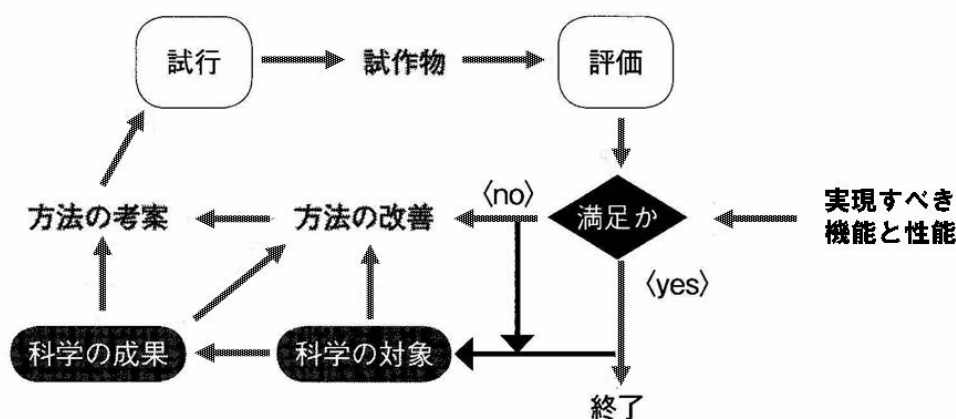 試行
試作物
評価
方法の考案
方法の改善
〈no〉
満足か
実現すべき
機能と性能
〈yes〉
科学の成果
科学の対象
終了